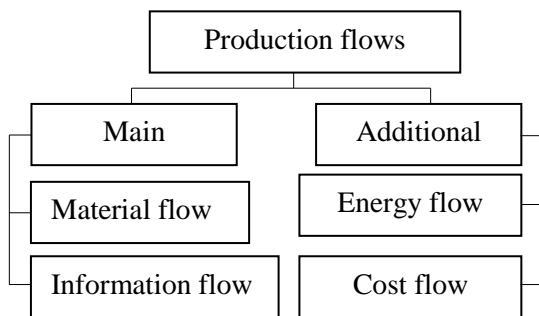 Production flows
Main
Additional
Material flow
Energy flow
Information flow
Cost flow